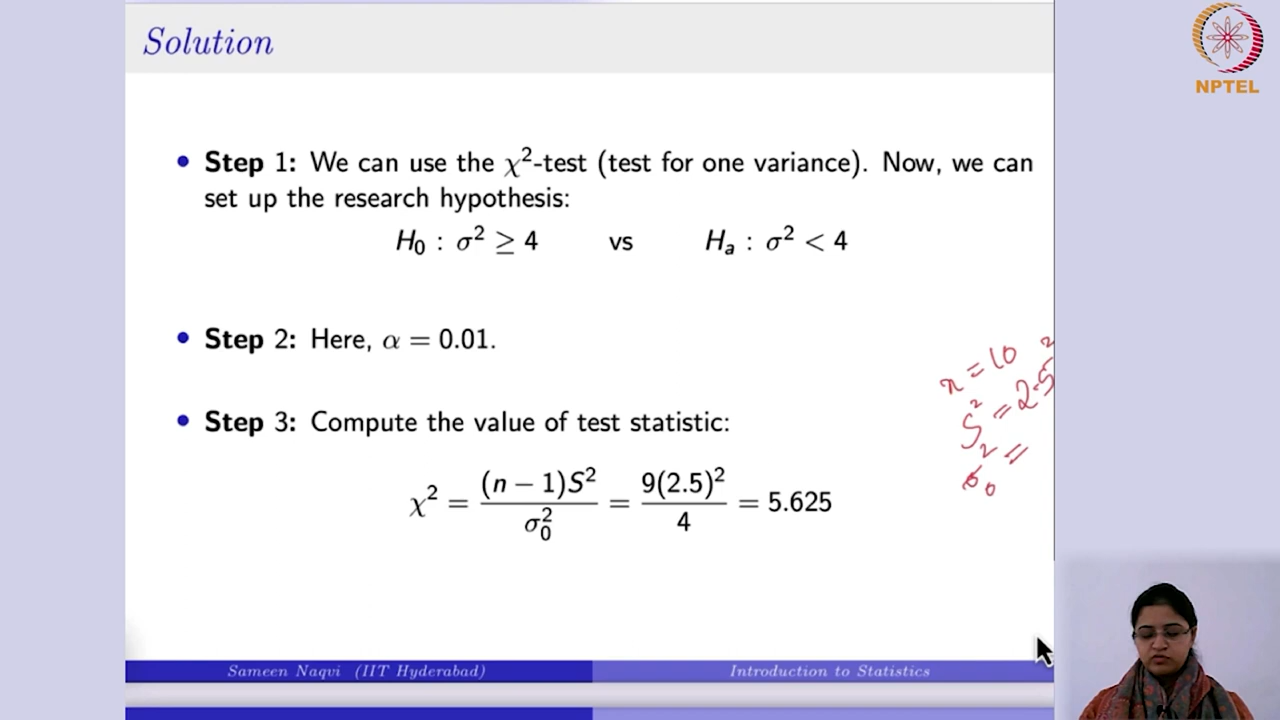 Solution
NPTEL
• Step 1: We can use the χ²-test (test for one variance). Now, we can
set up the research hypothesis:
H₀ : σ² ≥ 4 vs Hₐ : σ² < 4
• Step 2: Here, α = 0.01.
• Step 3: Compute the value of test statistic:
χ² = (n − 1)S² / σ₀² = 9(2.5)² / 4 = 5.625
n = 10
S² = 2.5²
σ₀² =
Sameen Naqvi (IIT Hyderabad) Introduction to Statistics